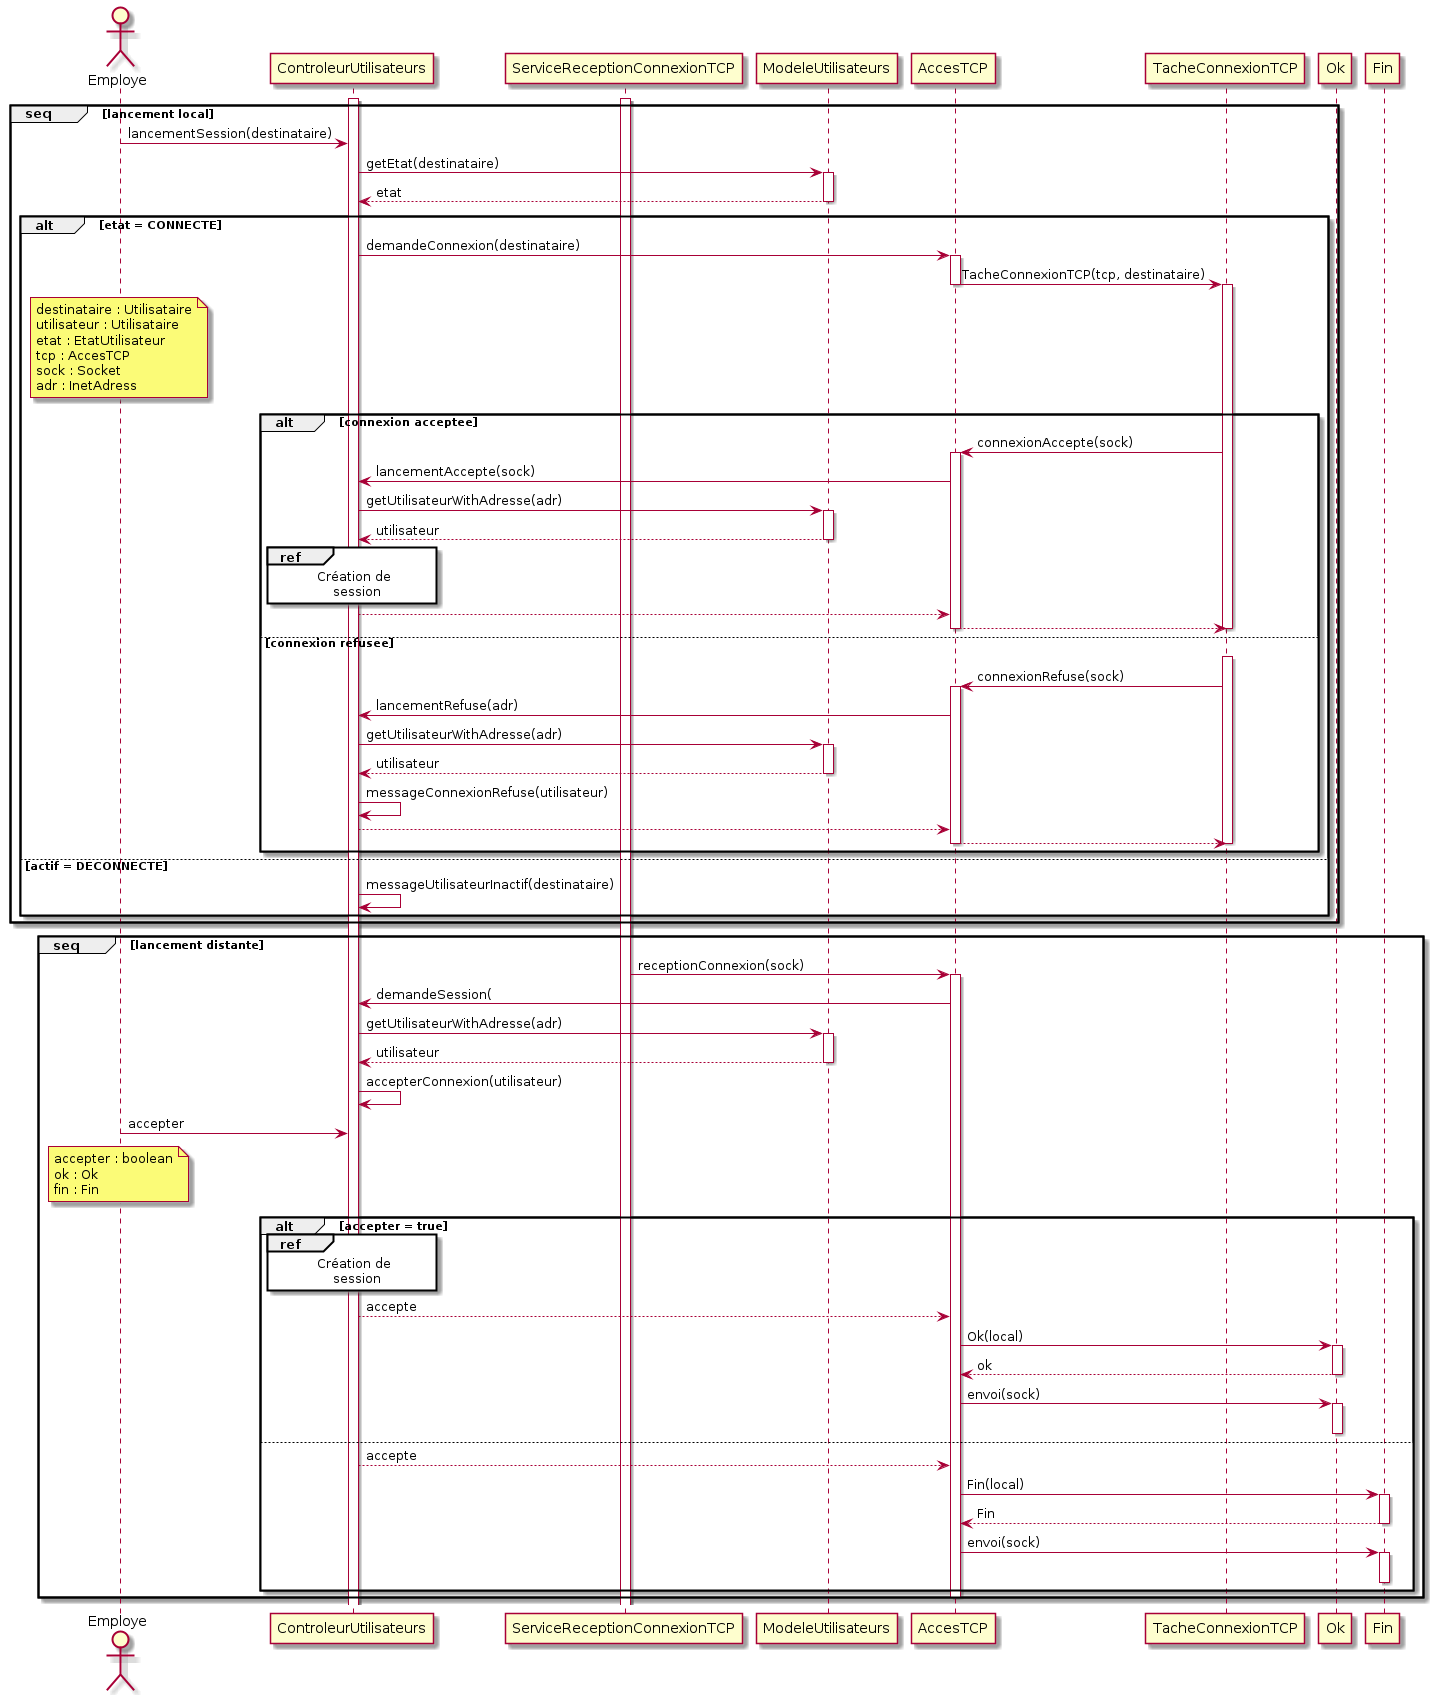 Employe
ControleurUtilisateurs
ServiceReceptionConnexionTCP
ModeleUtilisateurs
AccesTCP
TacheConnexionTCP
Ok
Fin
seq
[lancement local]
lancementSession(destinataire)
getEtat(destinataire)
etat
alt
[etat = CONNECTE]
demandeConnexion(destinataire)
TacheConnexionTCP(tcp, destinataire)
destinataire : Utilisataire
utilisateur : Utilisataire
etat : EtatUtilisateur
tcp : AccesTCP
sock : Socket
adr : InetAdress
alt
[connexion acceptee]
connexionAccepte(sock)
lancementAccepte(sock)
getUtilisateurWithAdresse(adr)
utilisateur
ref
Création de
session
[connexion refusee]
connexionRefuse(sock)
lancementRefuse(adr)
getUtilisateurWithAdresse(adr)
utilisateur
messageConnexionRefuse(utilisateur)
[actif = DECONNECTE]
messageUtilisateurInactif(destinataire)
seq
[lancement distante]
receptionConnexion(sock)
demandeSession(
getUtilisateurWithAdresse(adr)
utilisateur
accepterConnexion(utilisateur)
accepter
accepter : boolean
ok : Ok
fin : Fin
alt
[accepter = true]
ref
Création de
session
accepte
Ok(local)
ok
envoi(sock)
accepte
Fin(local)
Fin
envoi(sock)
Employe
ControleurUtilisateurs
ServiceReceptionConnexionTCP
ModeleUtilisateurs
AccesTCP
TacheConnexionTCP
Ok
Fin